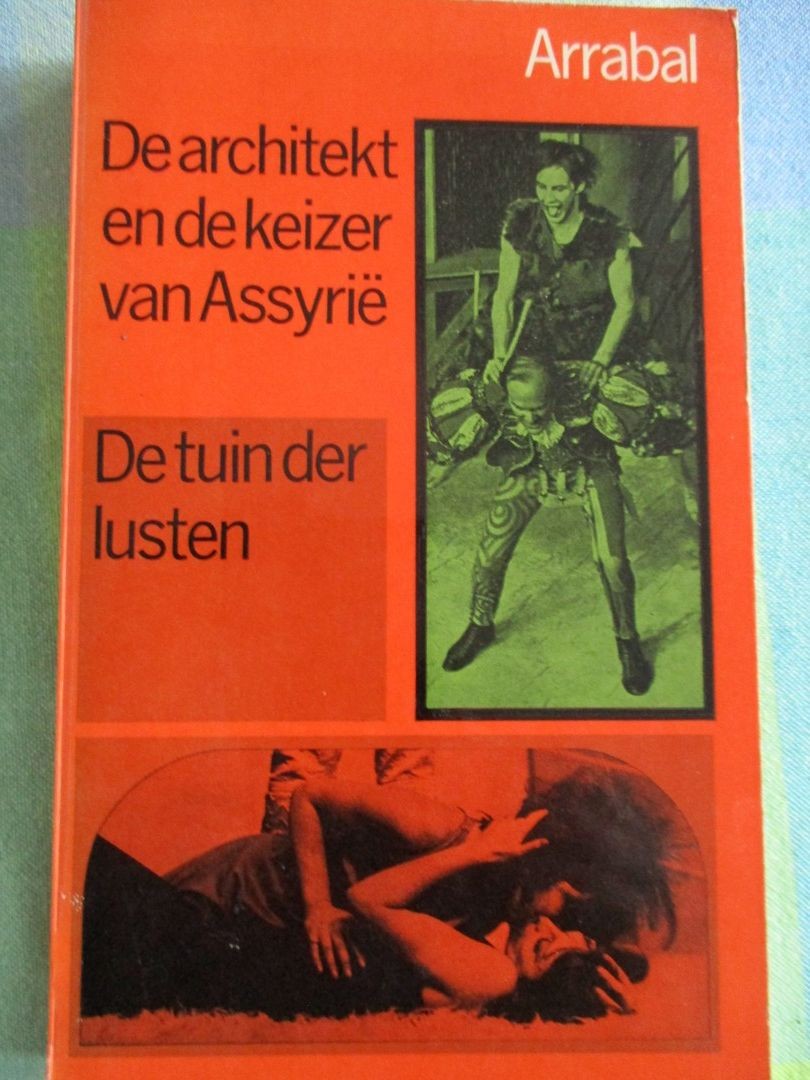 Arrabal
De architekt
en de keizer
van Assyrië
De tuin der
lusten